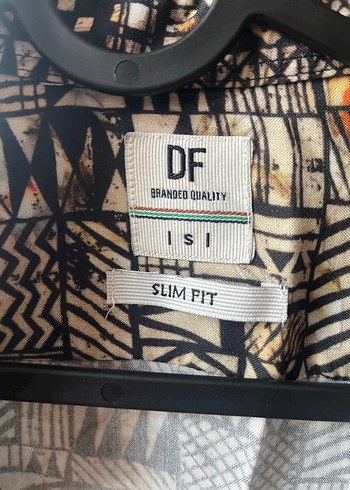 DF
BRANDED QUALITY
| S |
SLIM FIT